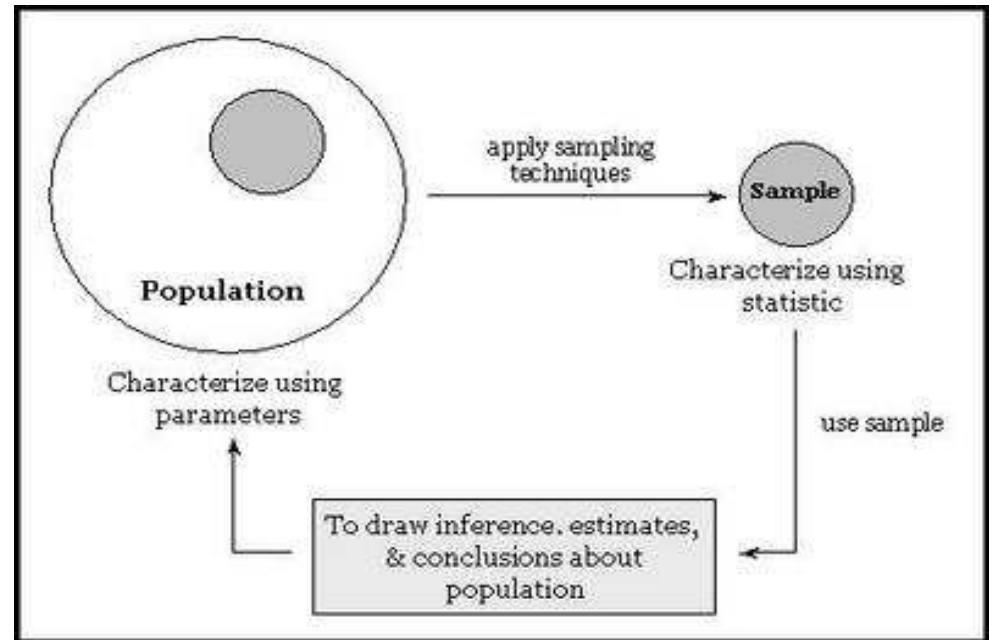 Population
Characterize using
parameters
apply sampling
techniques
Sample
Characterize using
statistic
use sample
To draw inference. estimates,
& conclusions about
population